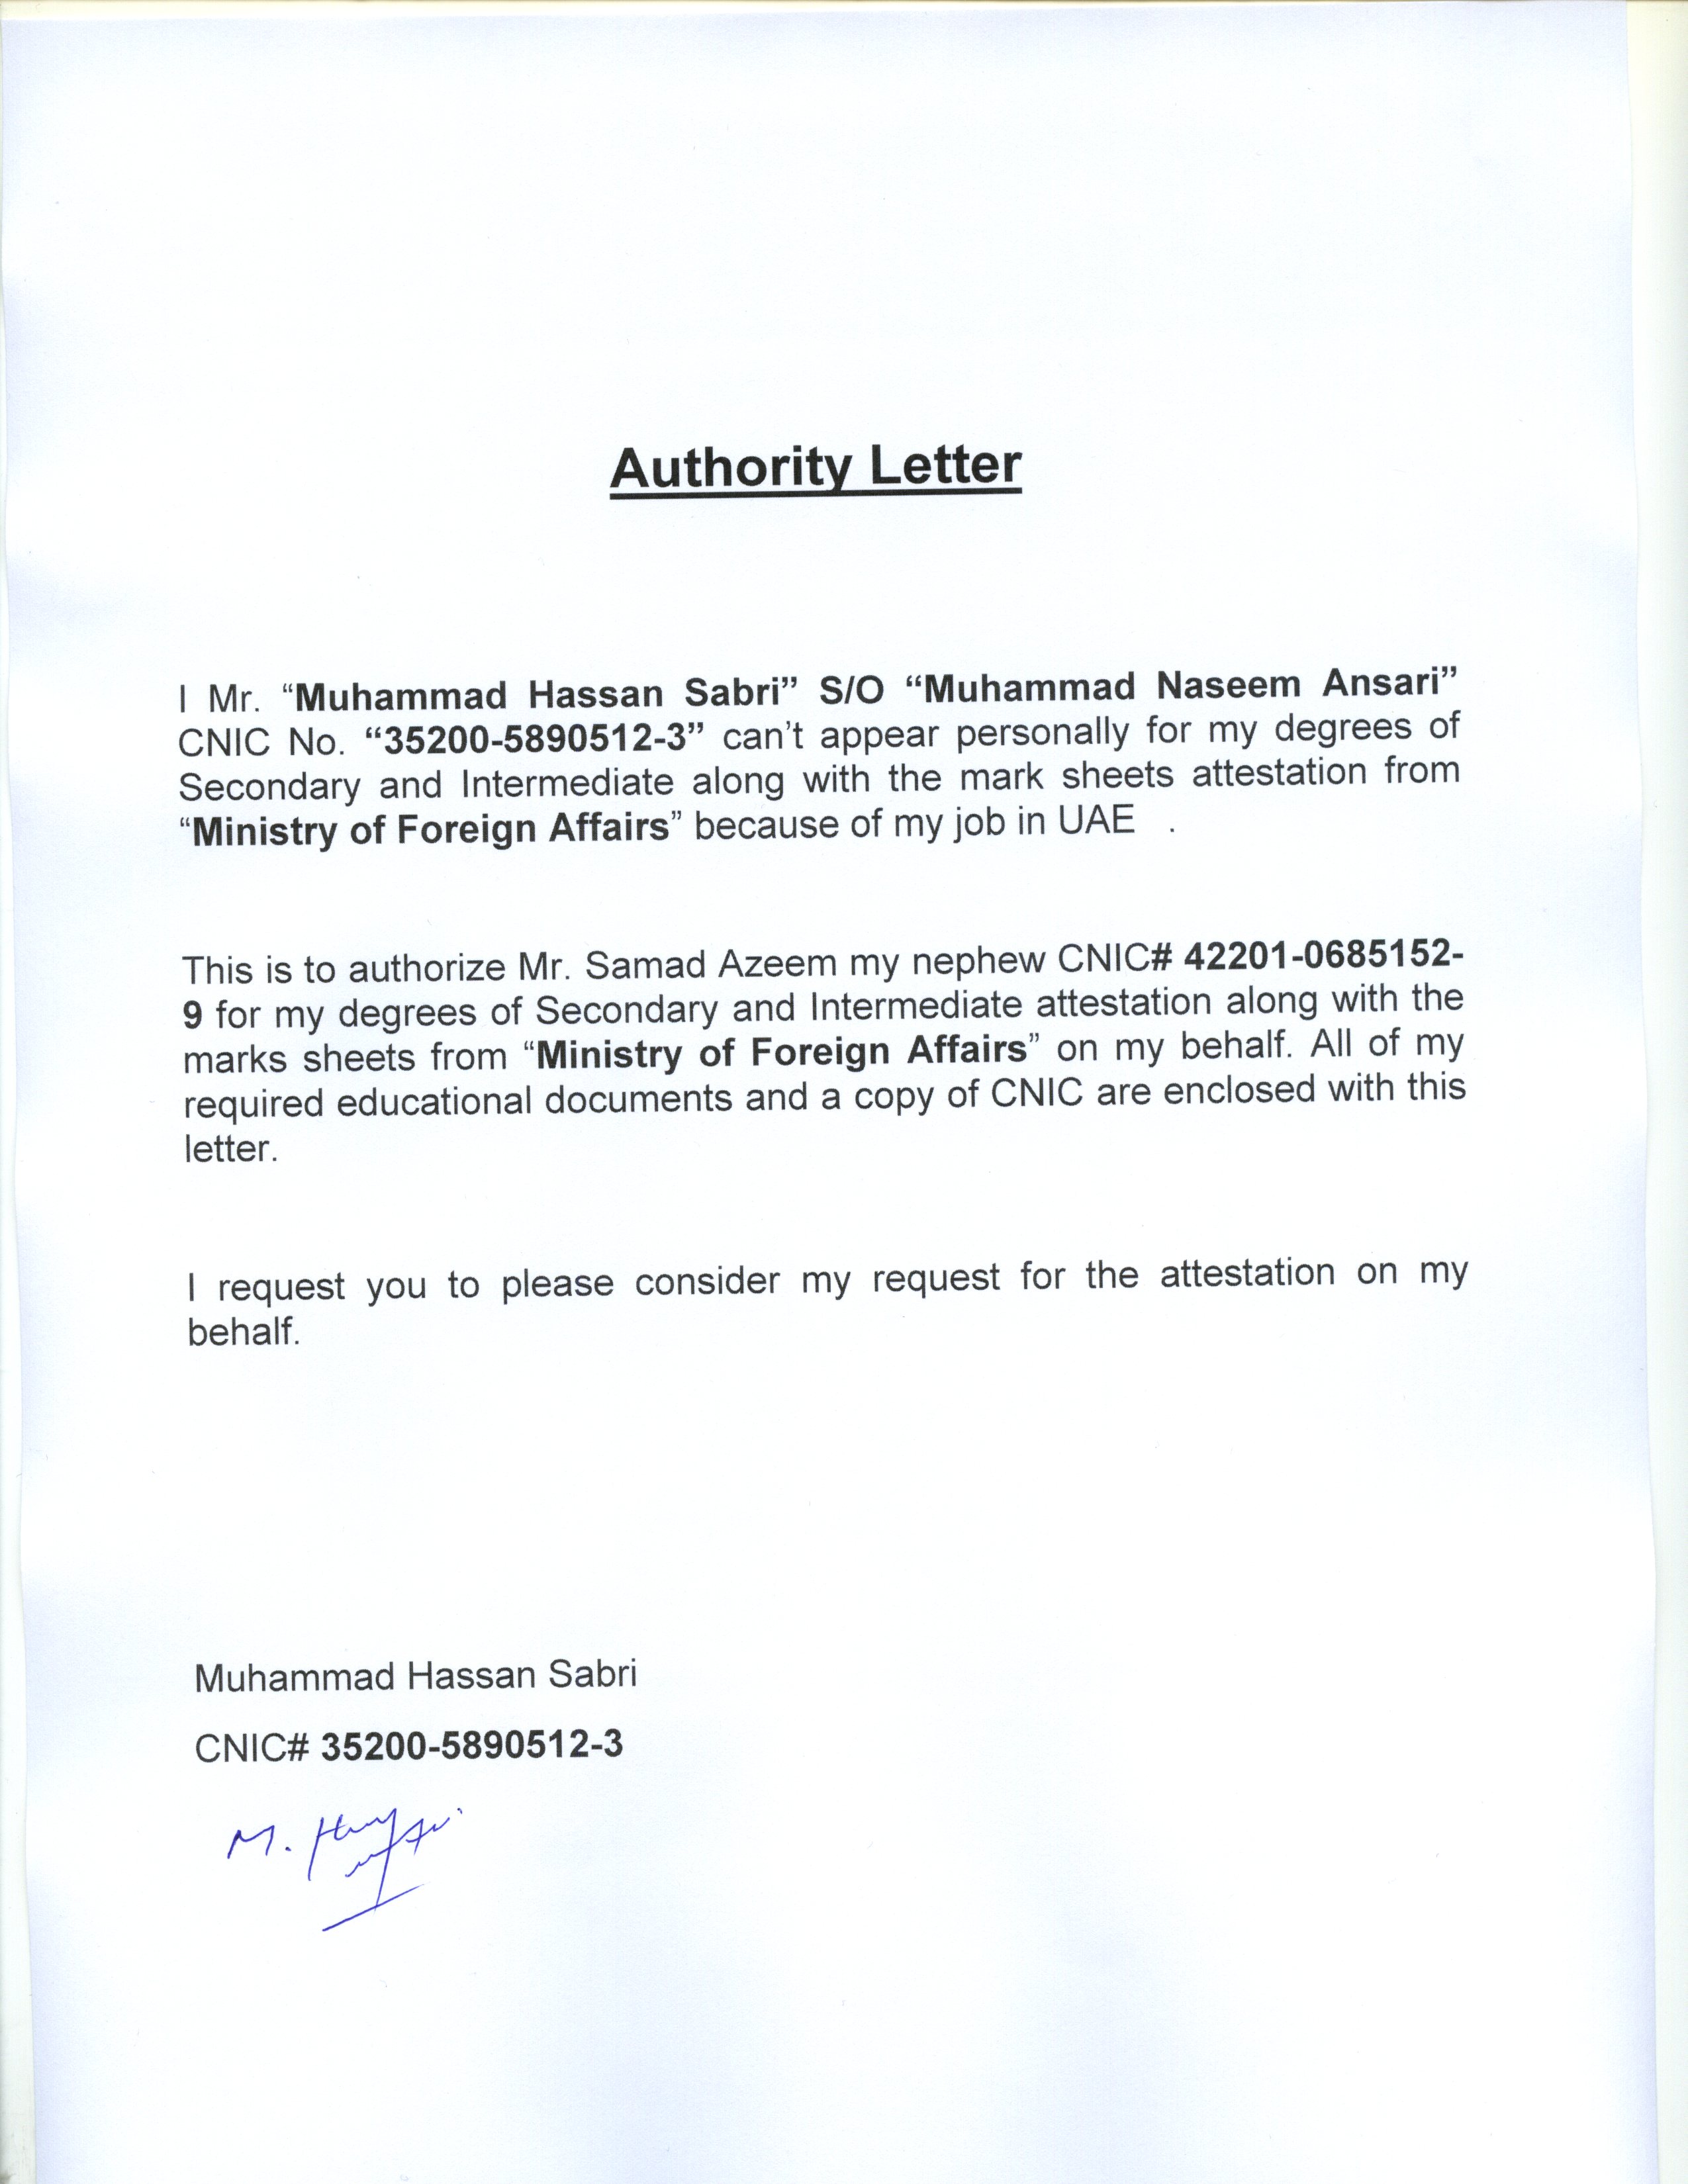 Authority Letter
I Mr. “Muhammad Hassan Sabri” S/O “Muhammad Naseem Ansari”
CNIC No. “35200-5890512-3” can’t appear personally for my degrees of
Secondary and Intermediate along with the mark sheets attestation from
“Ministry of Foreign Affairs” because of my job in UAE .
This is to authorize Mr. Samad Azeem my nephew CNIC# 42201-0685152-
9 for my degrees of Secondary and Intermediate attestation along with the
marks sheets from “Ministry of Foreign Affairs” on my behalf. All of my
required educational documents and a copy of CNIC are enclosed with this
letter.
I request you to please consider my request for the attestation on my
behalf.
Muhammad Hassan Sabri
CNIC# 35200-5890512-3
M.